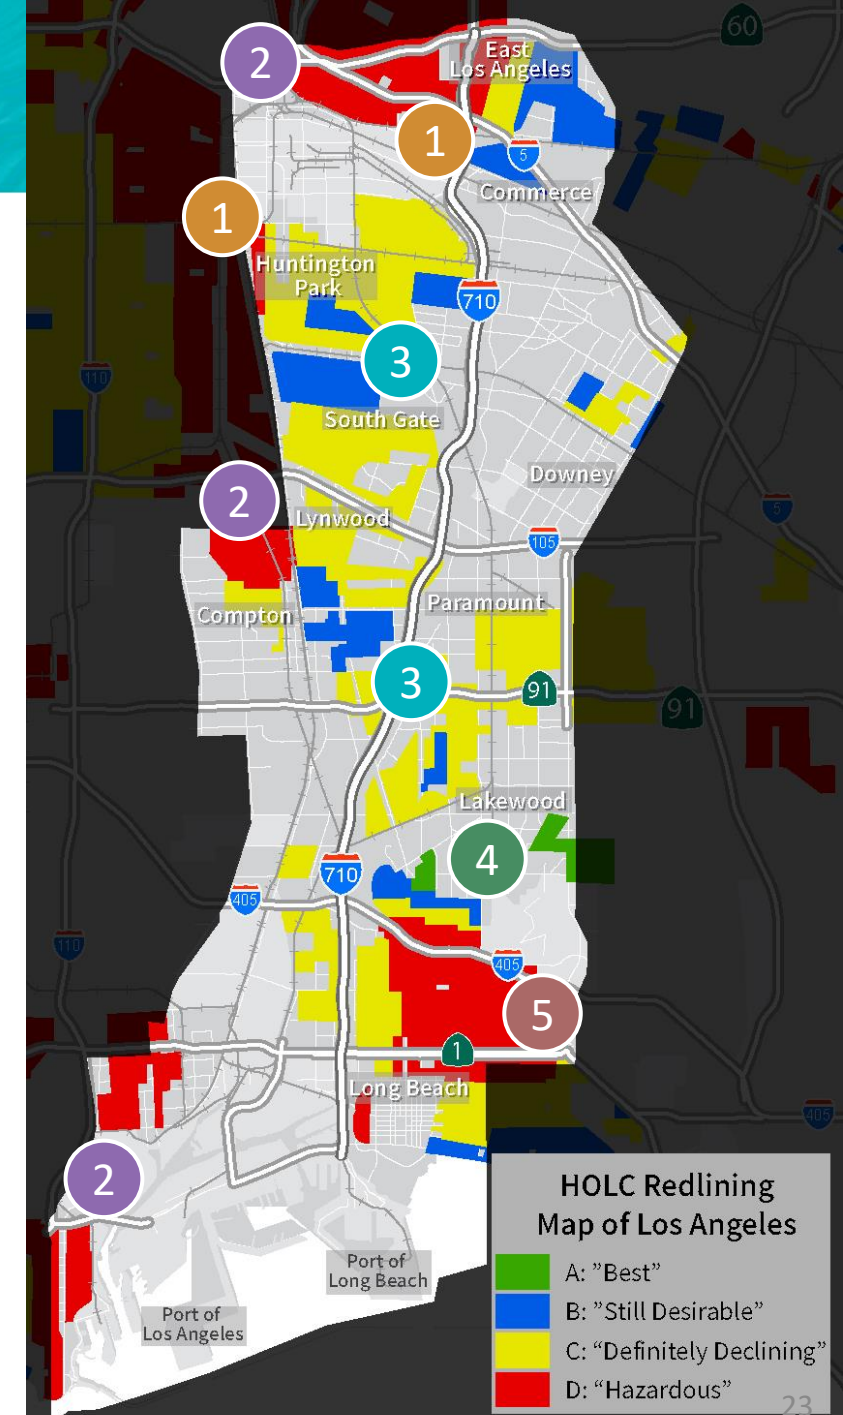 60
2
East
Los Angeles
1
5
Commerce
1
Huntington
Park
710
3
110
South Gate
Downey
2
Lynwood
5
105
Compton
Paramount
3
91
91
Lakewood
4
710
405
110
405
5
1
Long Beach
405
2
Port of
Long Beach
Port of
Los Angeles
HOLC Redlining
Map of Los Angeles
A: ”Best”
B: ”Still Desirable”
C: “Definitely Declining”
D: “Hazardous”
23